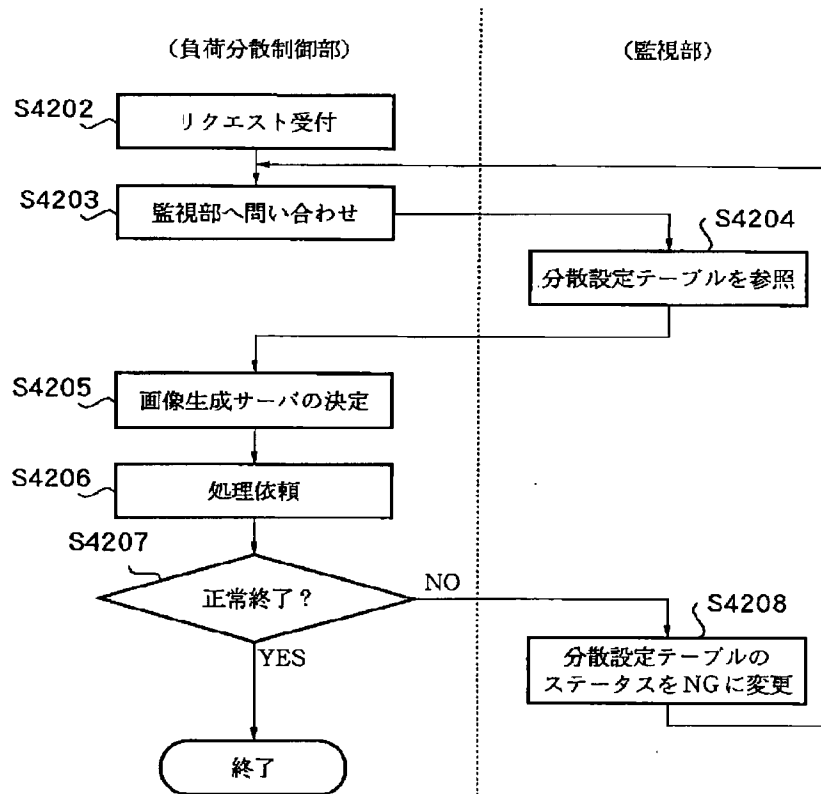 （負荷分散制御部）
（監視部）
S4202
リクエスト受付
S4203
監視部へ問い合わせ
S4204
分散設定テーブルを参照
S4205
画像生成サーバの決定
S4206
処理依頼
S4207
正常終了？
NO
YES
S4208
分散設定テーブルの
ステータスをNGに変更
終了